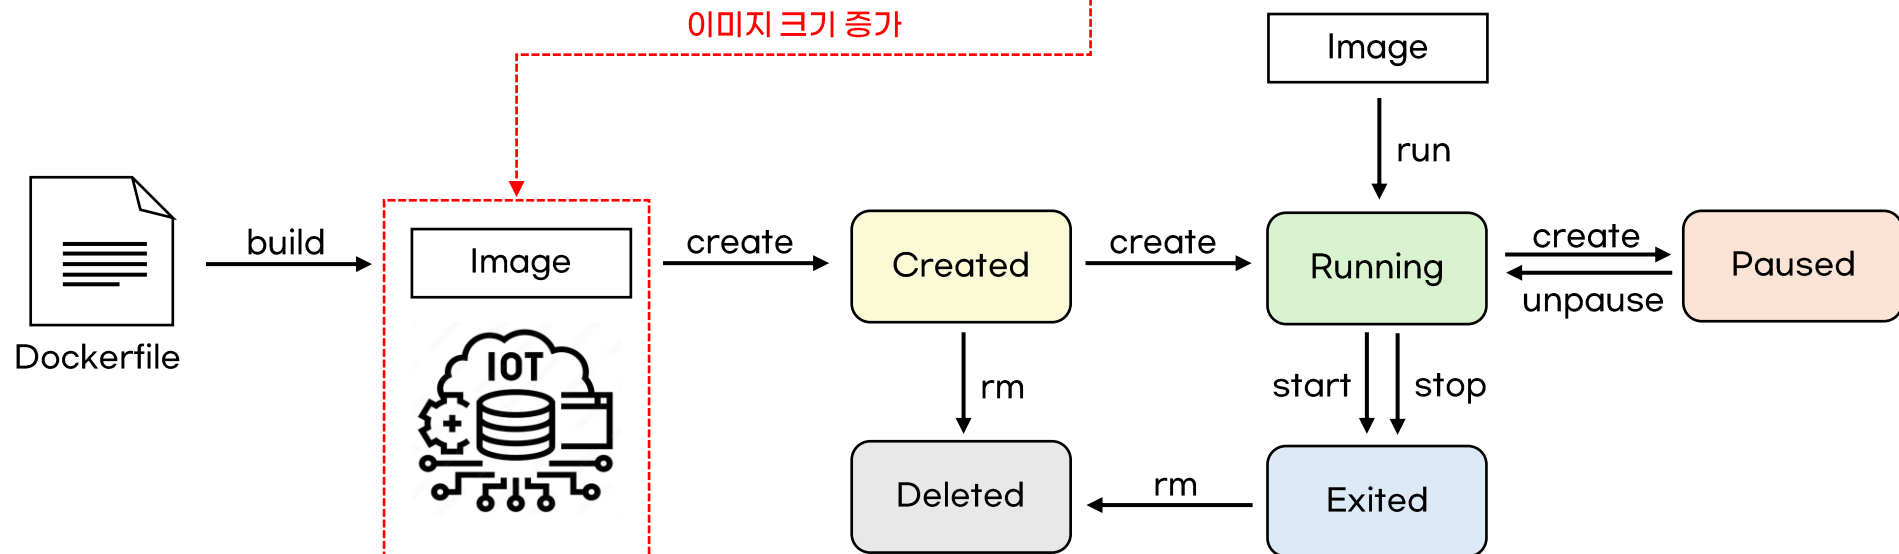 이미지 크기 증가
Image
run
build
Image
create
Created
create
Running
create
unpause
Paused
Dockerfile
IOT
rm
start
stop
Deleted
rm
Exited